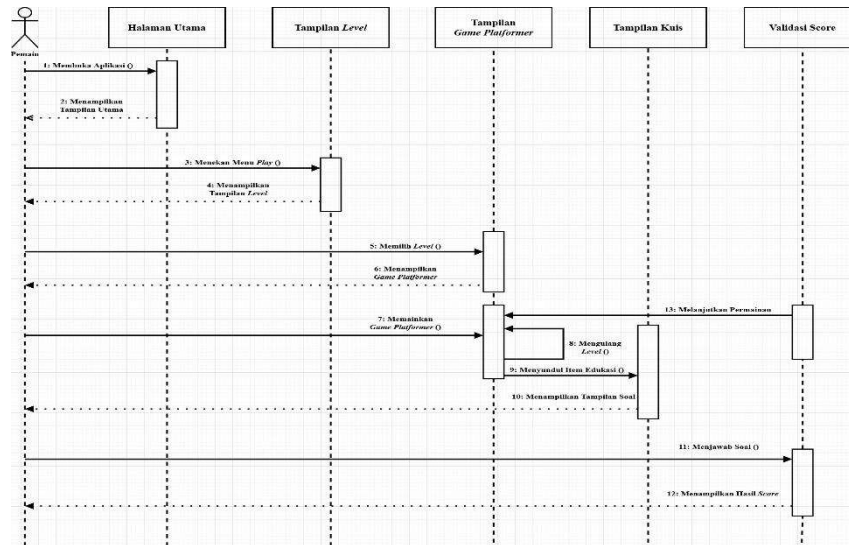 Pemain
Halaman Utama
Tampilan Level
Tampilan
Game Platformer
Tampilan Kuis
Validasi Score
1: Membuka Aplikasi ()
2: Menampilkan
Tampilan Utama
3: Menekan Menu Play ()
4: Menampilkan
Tampilan Level
5: Memilih Level ()
6: Menampilkan
Game Platformer
13: Melanjutkan Permainan
7: Memainkan
Game Platformer ()
8: Mengulang
Level ()
9: Menyundul Item Edukasi ()
10: Menampilkan Tampilan Soal
11: Menjawab Soal ()
12: Menampilkan Hasil Score